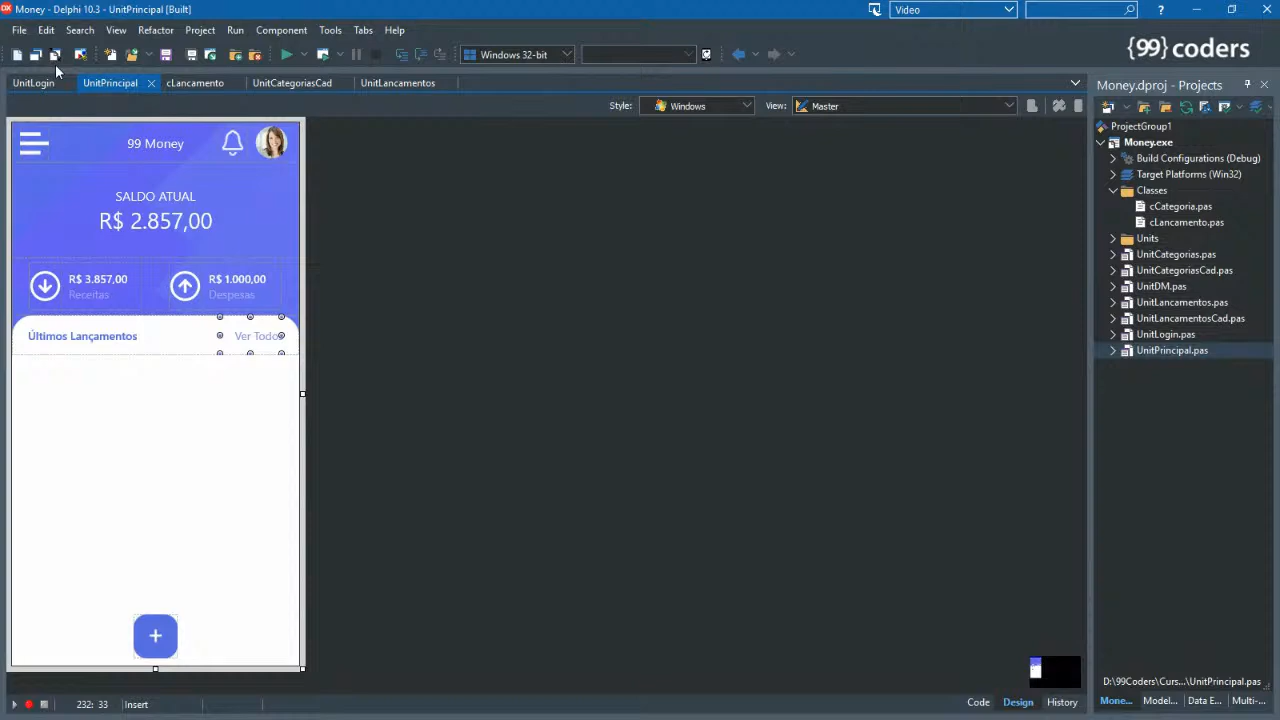 Money - Delphi 10.3 - UnitPrincipal [Built]
Video
?
File Edit Search View Refactor Project Run Component Tools Tabs Help
Windows 32-bit
{99} coders
UnitLogin UnitPrincipal cLancamento UnitCategoriasCad UnitLancamentos
Money.dproj - Projects
Style: Windows View: Master
ProjectGroup1
Money.exe
Build Configurations (Debug)
Target Platforms (Win32)
Classes
cCategoria.pas
cLancamento.pas
Units
UnitCategorias.pas
UnitCategoriasCad.pas
UnitDM.pas
UnitLancamentos.pas
UnitLancamentosCad.pas
UnitLogin.pas
UnitPrincipal.pas
99 Money
SALDO ATUAL
R$ 2.857,00
R$ 3.857,00
Receitas
R$ 1.000,00
Despesas
Últimos Lançamentos
Ver Todo
+
D:\99Coders\Curs...\UnitPrincipal.pas
232: 33 Insert
Code Design History
Mone... Model... Data E... Multi-...